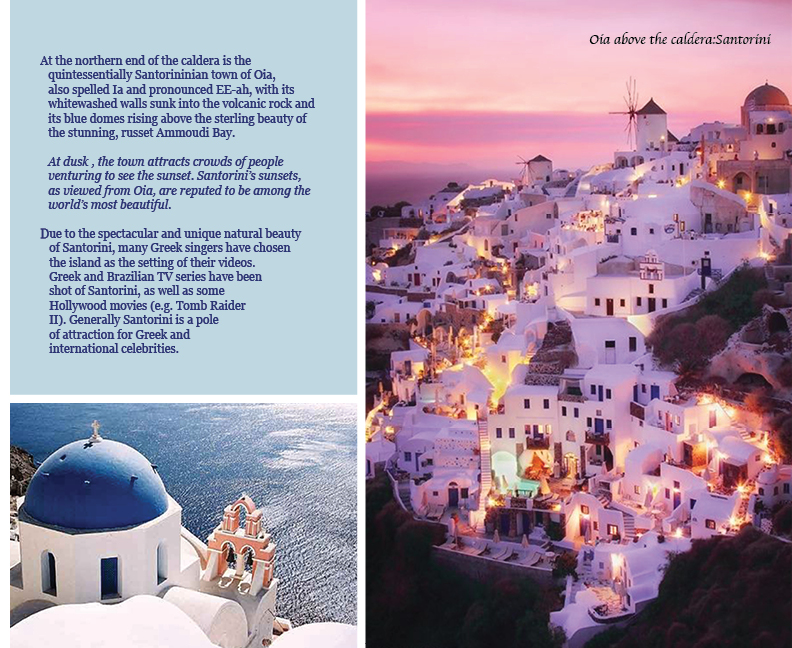 At the northern end of the caldera is the
quintessentially Santorininian town of Oia,
also spelled Ia and pronounced EE-ah, with its
whitewashed walls sunk into the volcanic rock and
its blue domes rising above the sterling beauty of
the stunning, russet Ammoudi Bay.
At dusk , the town attracts crowds of people
venturing to see the sunset. Santorini's sunsets,
as viewed from Oia, are reputed to be among the
world's most beautiful.
Due to the spectacular and unique natural beauty
of Santorini, many Greek singers have chosen
the island as the setting of their videos.
Greek and Brazilian TV series have been
shot of Santorini, as well as some
Hollywood movies (e.g. Tomb Raider
II). Generally Santorini is a pole
of attraction for Greek and
international celebrities.
Oia above the caldera:Santorini